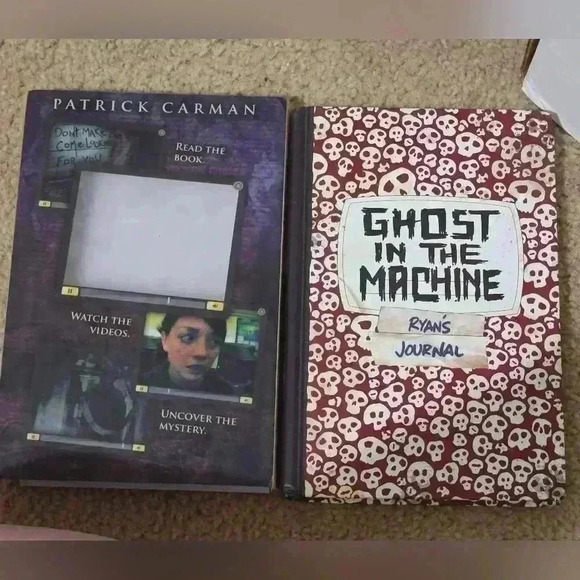 PATRICK CARMAN
DON'T MAKE
COME LOOK
FOR YOU
READ THE
BOOK.
WATCH THE
VIDEOS.
UNCOVER THE
MYSTERY.
GHOST
IN THE
MACHINE
RYAN'S
JOURNAL